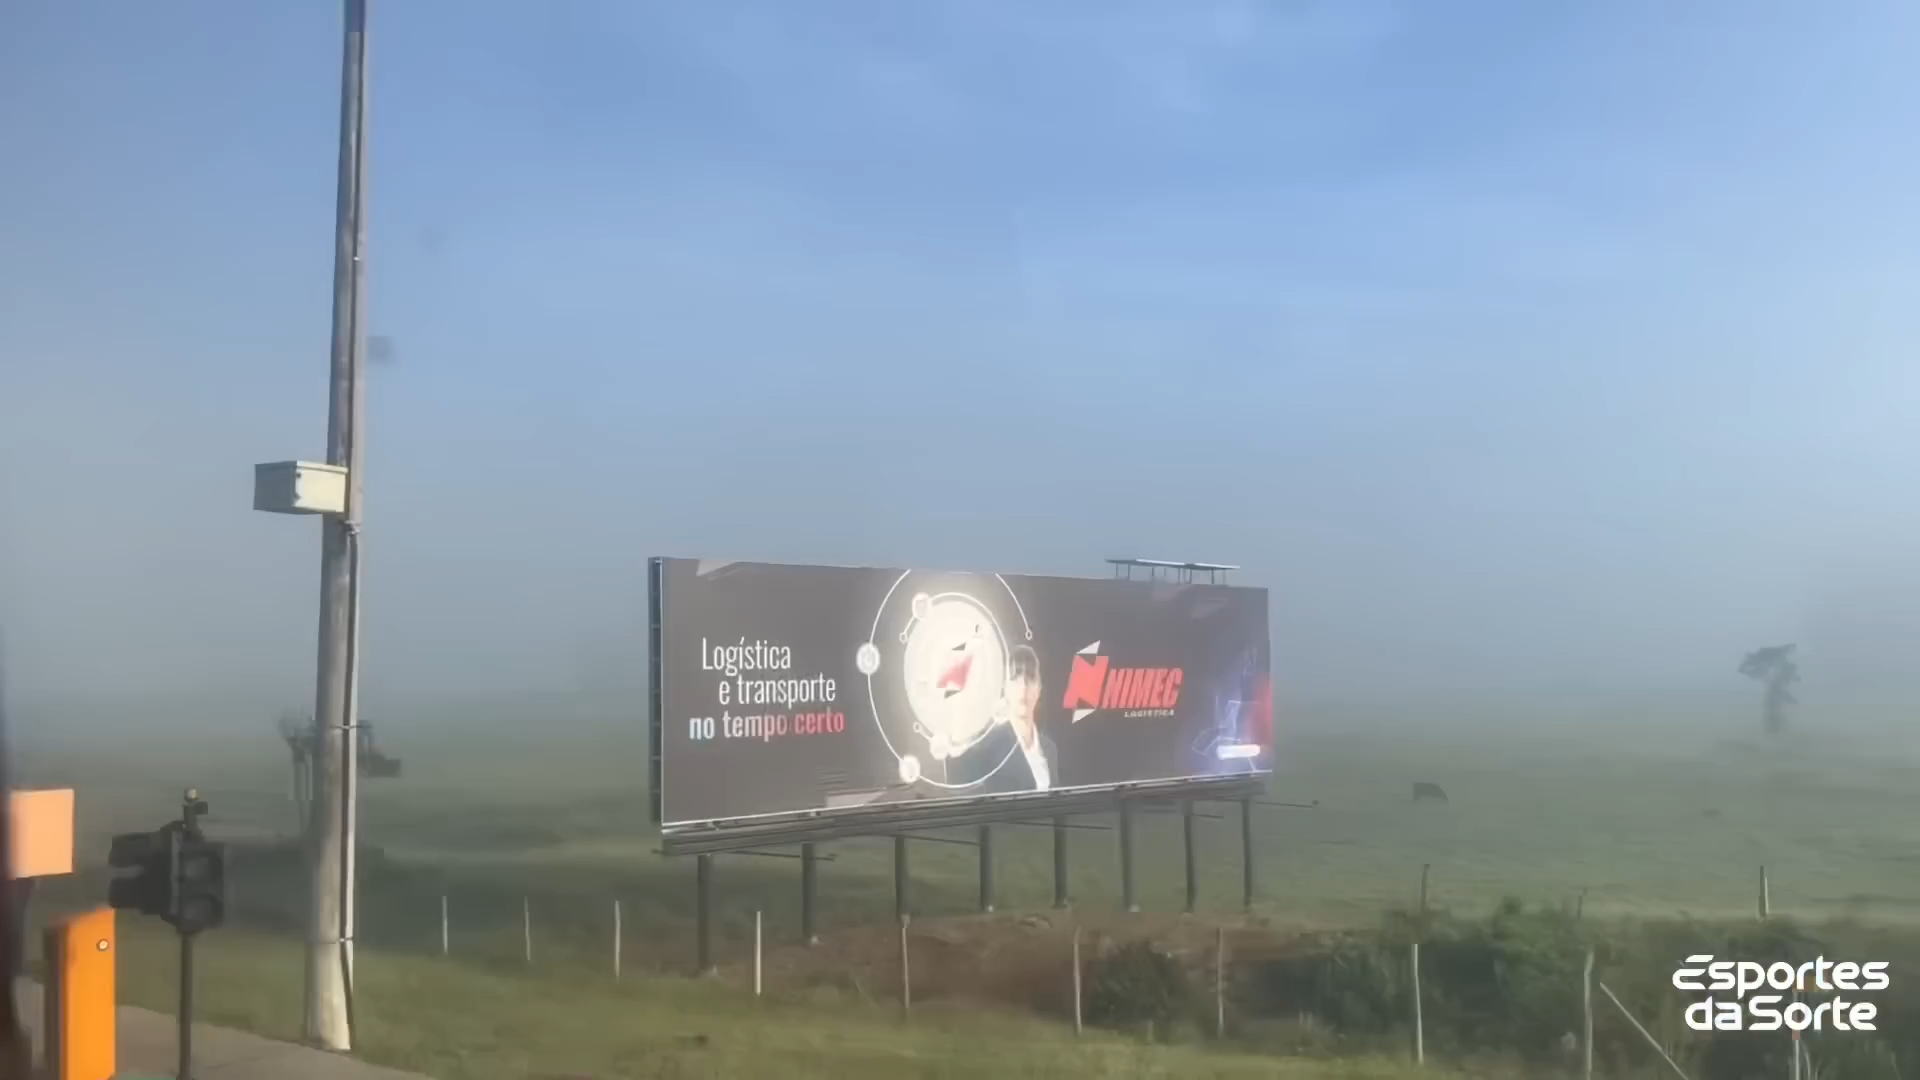 Logística
e transporte
no tempo certo
NIMEC
LOGÍSTICA
Esportes
da Sorte